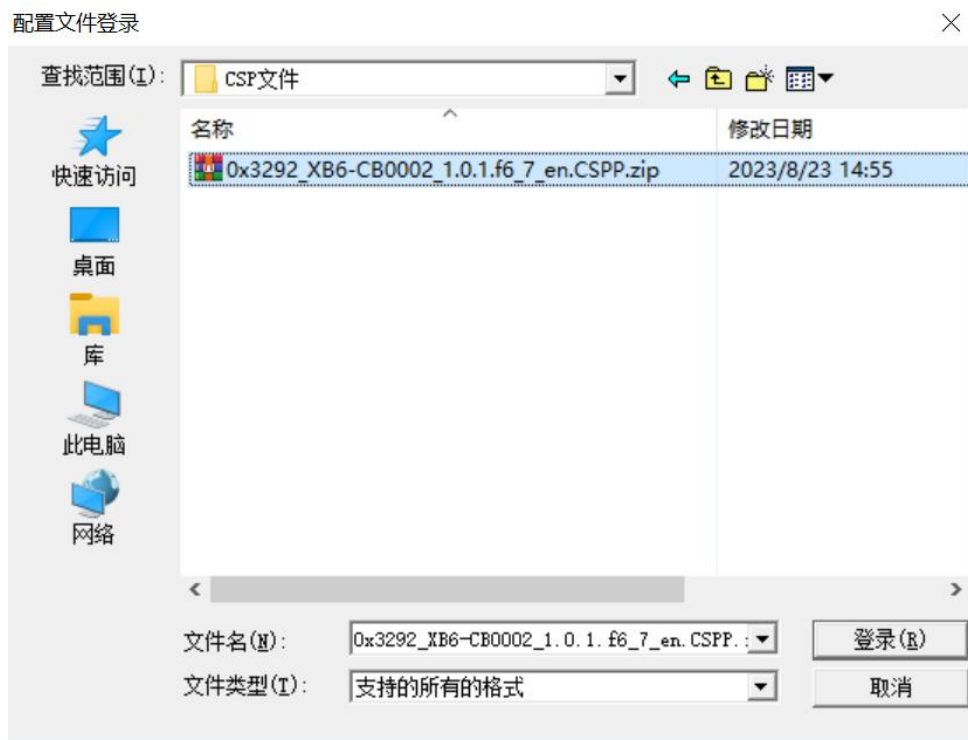 配置文件登录
查找范围(I):
CSP文件
快速访问
桌面
库
此电脑
网络
名称
修改日期
0x3292_XB6-CB0002_1.0.1.f6_7_en.CSPP.zip
2023/8/23 14:55
文件名(N):
0x3292_XB6-CB0002_1.0.1.f6_7_en.CSPP.
登录(R)
文件类型(T):
支持的所有的格式
取消